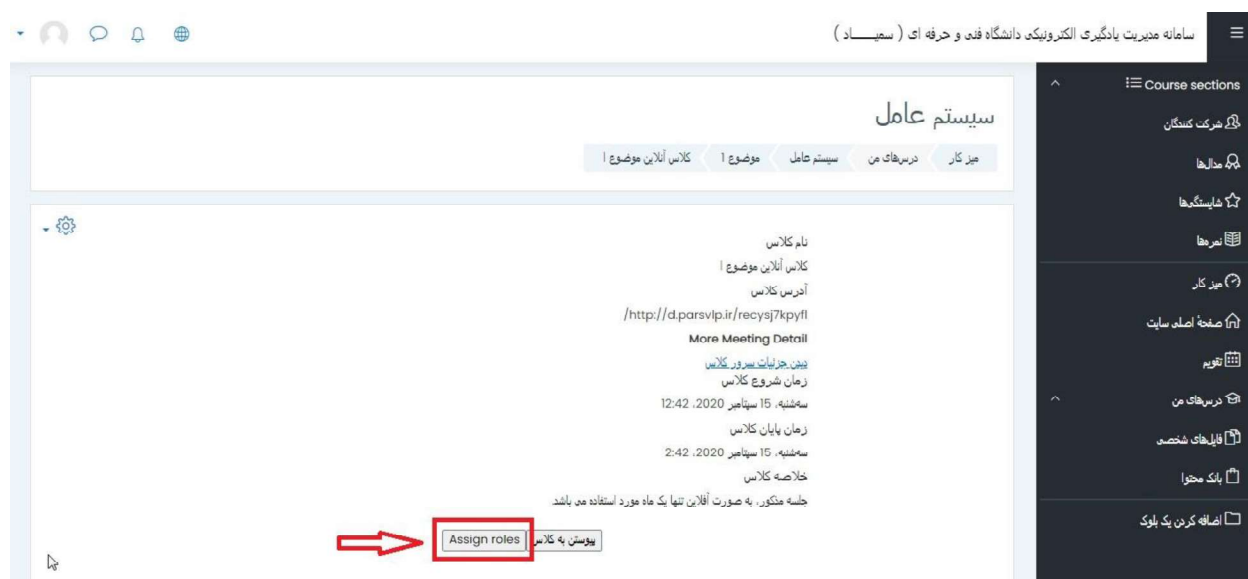 سامانه مدیریت یادگیری الکترونیکی دانشگاه فنی و حرفه ای ( سمیـــــاد )
Course sections
شرکت کنندگان
مدال‌ها
شایستگی‌ها
نمره‌ها
میز کار
صفحهٔ اصلی سایت
تقویم
درس‌های من
فایل‌های شخصی
بانک محتوا
اضافه کردن یک بلوک
سیستم عامل
میز کار درس‌های من سیستم عامل موضوع 1 کلاس آنلاین موضوع 1
نام کلاس
کلاس آنلاین موضوع 1
آدرس کلاس
/http://d.parsvlp.ir/recysj7kpyfl
More Meeting Detail
دیدن جزئیات سرور کلاس
زمان شروع کلاس
سه‌شنبه، 15 سپتامبر 2020، 12:42
زمان پایان کلاس
سه‌شنبه، 15 سپتامبر 2020، 2:42
خلاصه کلاس
جلسه مذکور، به صورت آفلاین تنها یک ماه مورد استفاده می باشد.
پیوستن به کلاس Assign roles